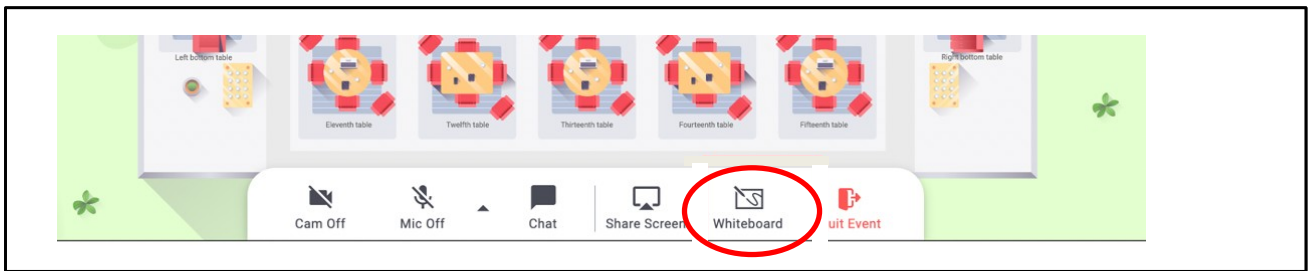 Left bottom table
Right bottom table
Eleventh table
Twelfth table
Thirteenth table
Fourteenth table
Fifteenth table
Cam Off
Mic Off
Chat
Share Screen
Whiteboard
uit Event